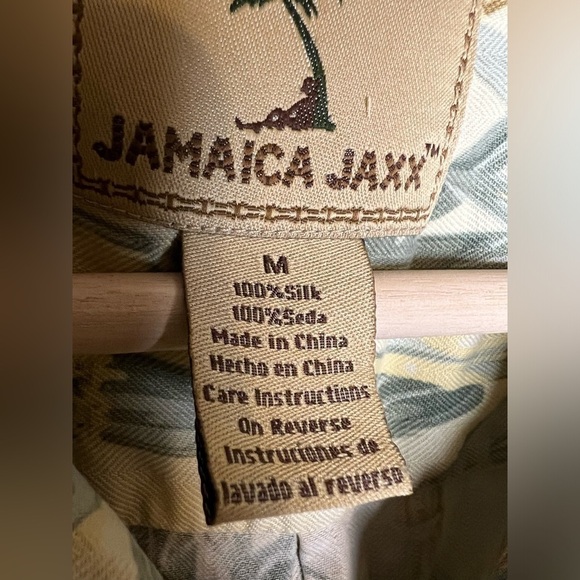 JAMAICA JAXX™
M
100%Silk
100%Seda
Made in China
Hecho en China
Care Instructions
On Reverse
Instruciones de
lavado al reverso